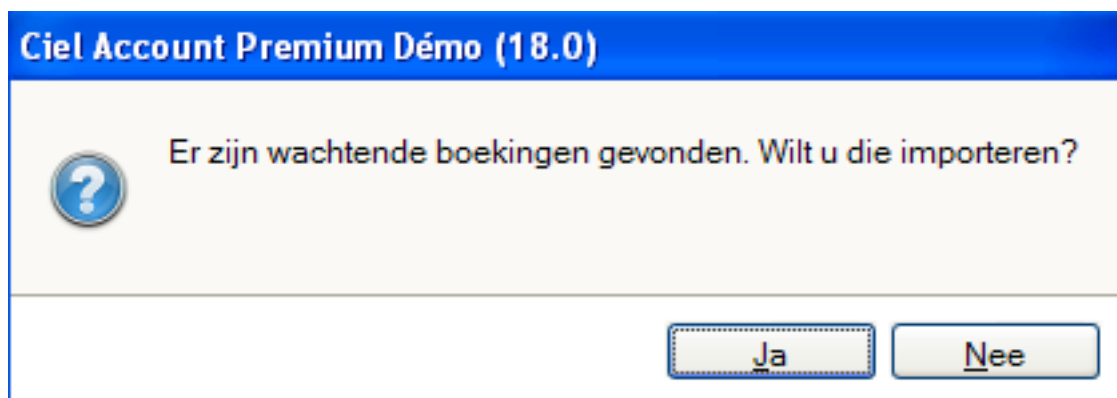 Ciel Account Premium Démo (18.0)
Er zijn wachtende boekingen gevonden. Wilt u die importeren?
Ja
Nee